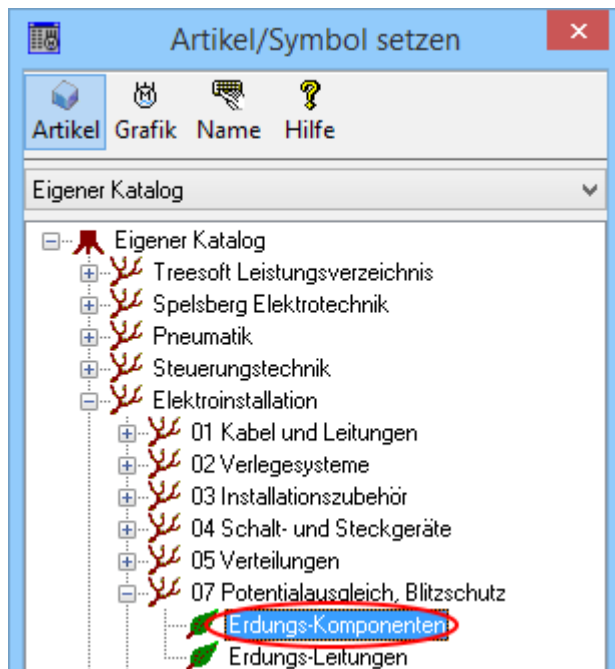 Artikel/Symbol setzen
Artikel Grafik Name Hilfe
Eigener Katalog
Eigener Katalog
Treesoft Leistungsverzeichnis
Spelsberg Elektrotechnik
Pneumatik
Steuerungstechnik
Elektroinstallation
01 Kabel und Leitungen
02 Verlegesysteme
03 Installationszubehör
04 Schalt- und Steckgeräte
05 Verteilungen
07 Potentialausgleich, Blitzschutz
Erdungs-Komponenten
Erdungs-Leitungen